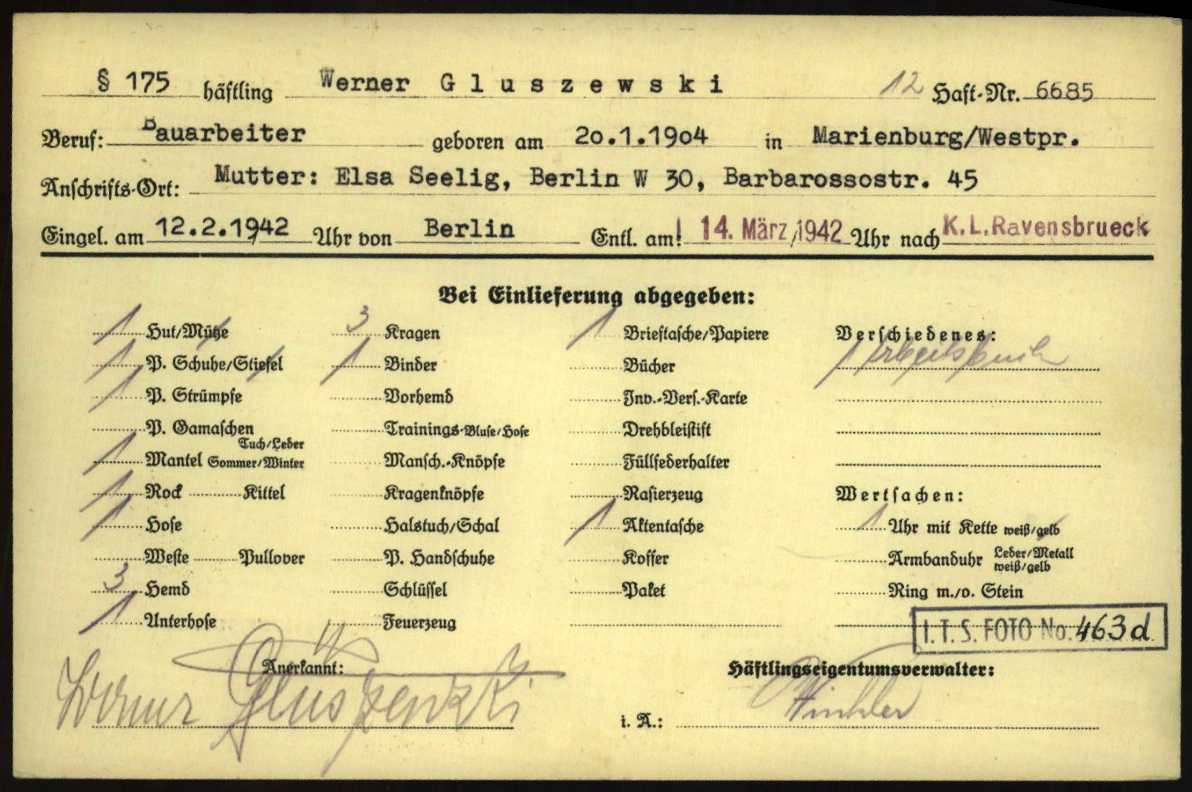 § 175 häftling Werner Gluszewski 12 Haft-Nr. 6685
Beruf: Bauarbeiter geboren am 20.1.1904 in Marienburg/Westpr.
Anschrifts-Ort: Mutter: Elsa Seelig, Berlin W 30, Barbarossostr. 45
Eingel. am 12.2.1942 Uhr von Berlin Entl. am! 14. März 1942 Uhr nach K.L.Ravensbrueck
Bei Einlieferung abgegeben:
1 Hut/Mütze 3 Kragen 1 Brieftasche/Papiere Verschiedenes:
1 P. Schuhe/Stiefel 1 Binder Bücher 1
1 P. Strümpfe Vorhemd Inv.-Vers.-Karte
P. Gamaschen Tuch/Leder Trainings-Bluse/Hose Drehbleistift
1 Mantel Sommer/Winter Mansch.-Knöpfe Füllfederhalter
1 Rock Kittel Kragenknöpfe Rasierzeug Wertsachen:
1 Hose Halstuch/Schal 1 Aktentasche 1 Uhr mit Kette weiß/gelb
Weste Pullover P. Handschuhe Koffer Armbanduhr Leder/Metall weiß/gelb
3 Hemd Schlüssel Paket Ring m./o. Stein
1 Unterhose Feuerzeug I.T.S. FOTO No. 463d
Anerkannt: Häftlingseigentumsverwalter:
Werner Gluszewski i. A.: Winkler